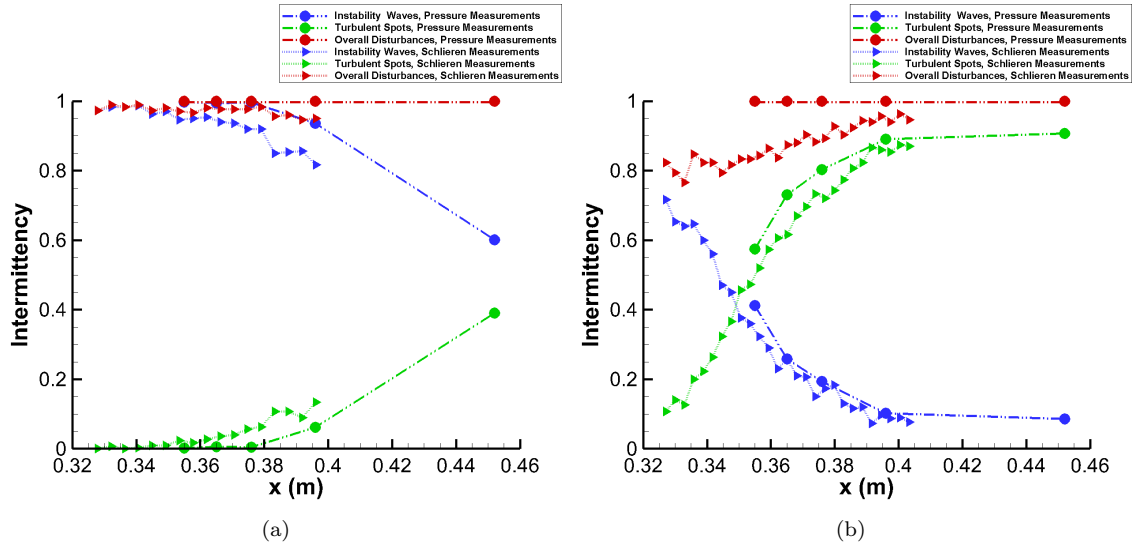 Instability Waves, Pressure Measurements
Turbulent Spots, Pressure Measurements
Overall Disturbances, Pressure Measurements
Instability Waves, Schlieren Measurements
Turbulent Spots, Schlieren Measurements
Overall Disturbances, Schlieren Measurements
1
0.8
0.6
0.4
0.2
0
Intermittency
0.32 0.34 0.36 0.38 0.4 0.42 0.44 0.46
x (m)
(a)
Instability Waves, Pressure Measurements
Turbulent Spots, Pressure Measurements
Overall Disturbances, Pressure Measurements
Instability Waves, Schlieren Measurements
Turbulent Spots, Schlieren Measurements
Overall Disturbances, Schlieren Measurements
1
0.8
0.6
0.4
0.2
0
Intermittency
0.32 0.34 0.36 0.38 0.4 0.42 0.44 0.46
x (m)
(b)